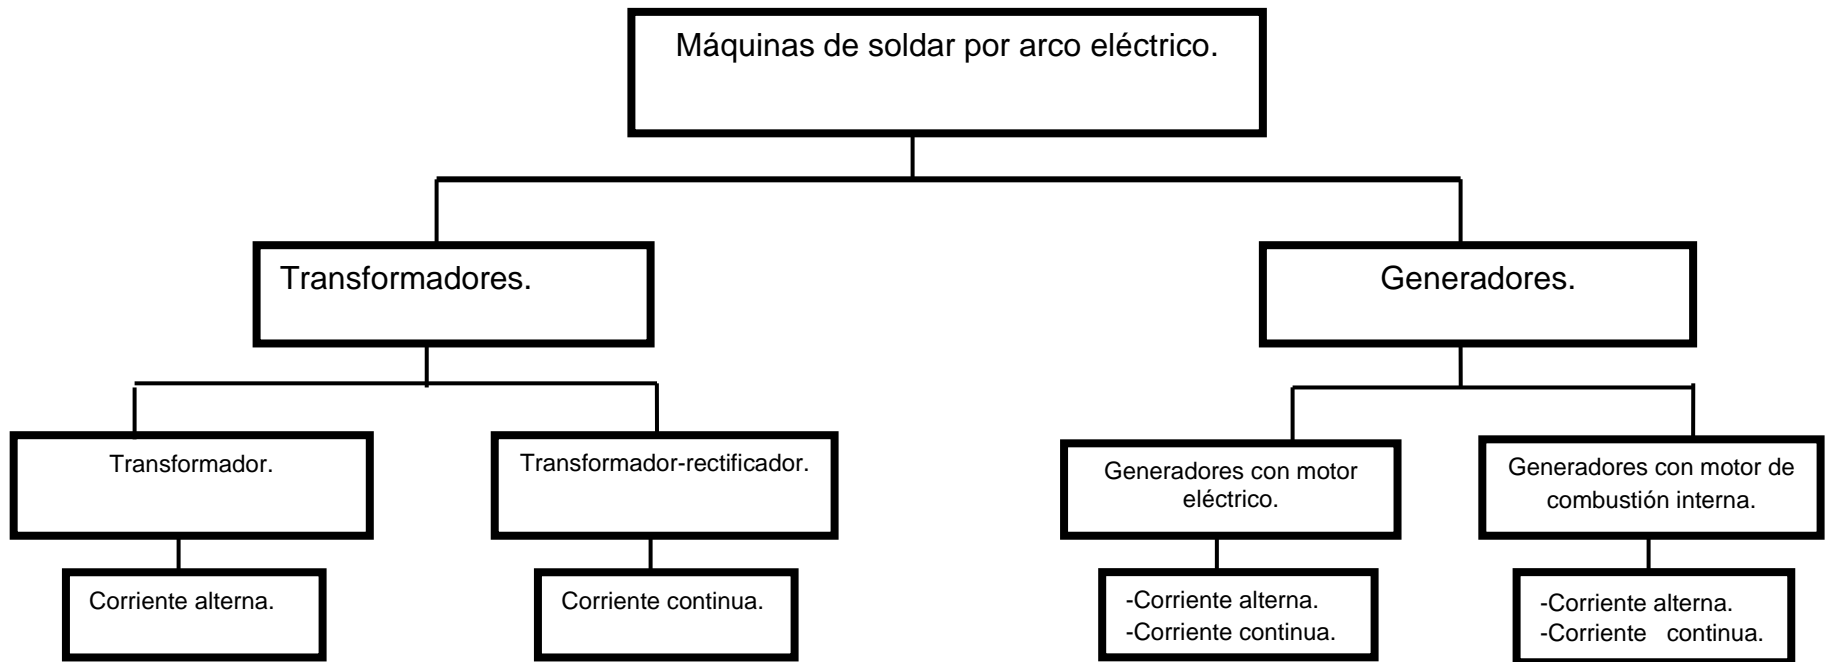 Máquinas de soldar por arco eléctrico.
Transformadores.
Generadores.
Transformador.
Transformador-rectificador.
Generadores con motor
eléctrico.
Generadores con motor de
combustión interna.
Corriente alterna.
Corriente continua.
-Corriente alterna.
-Corriente continua.
-Corriente alterna.
-Corriente continua.